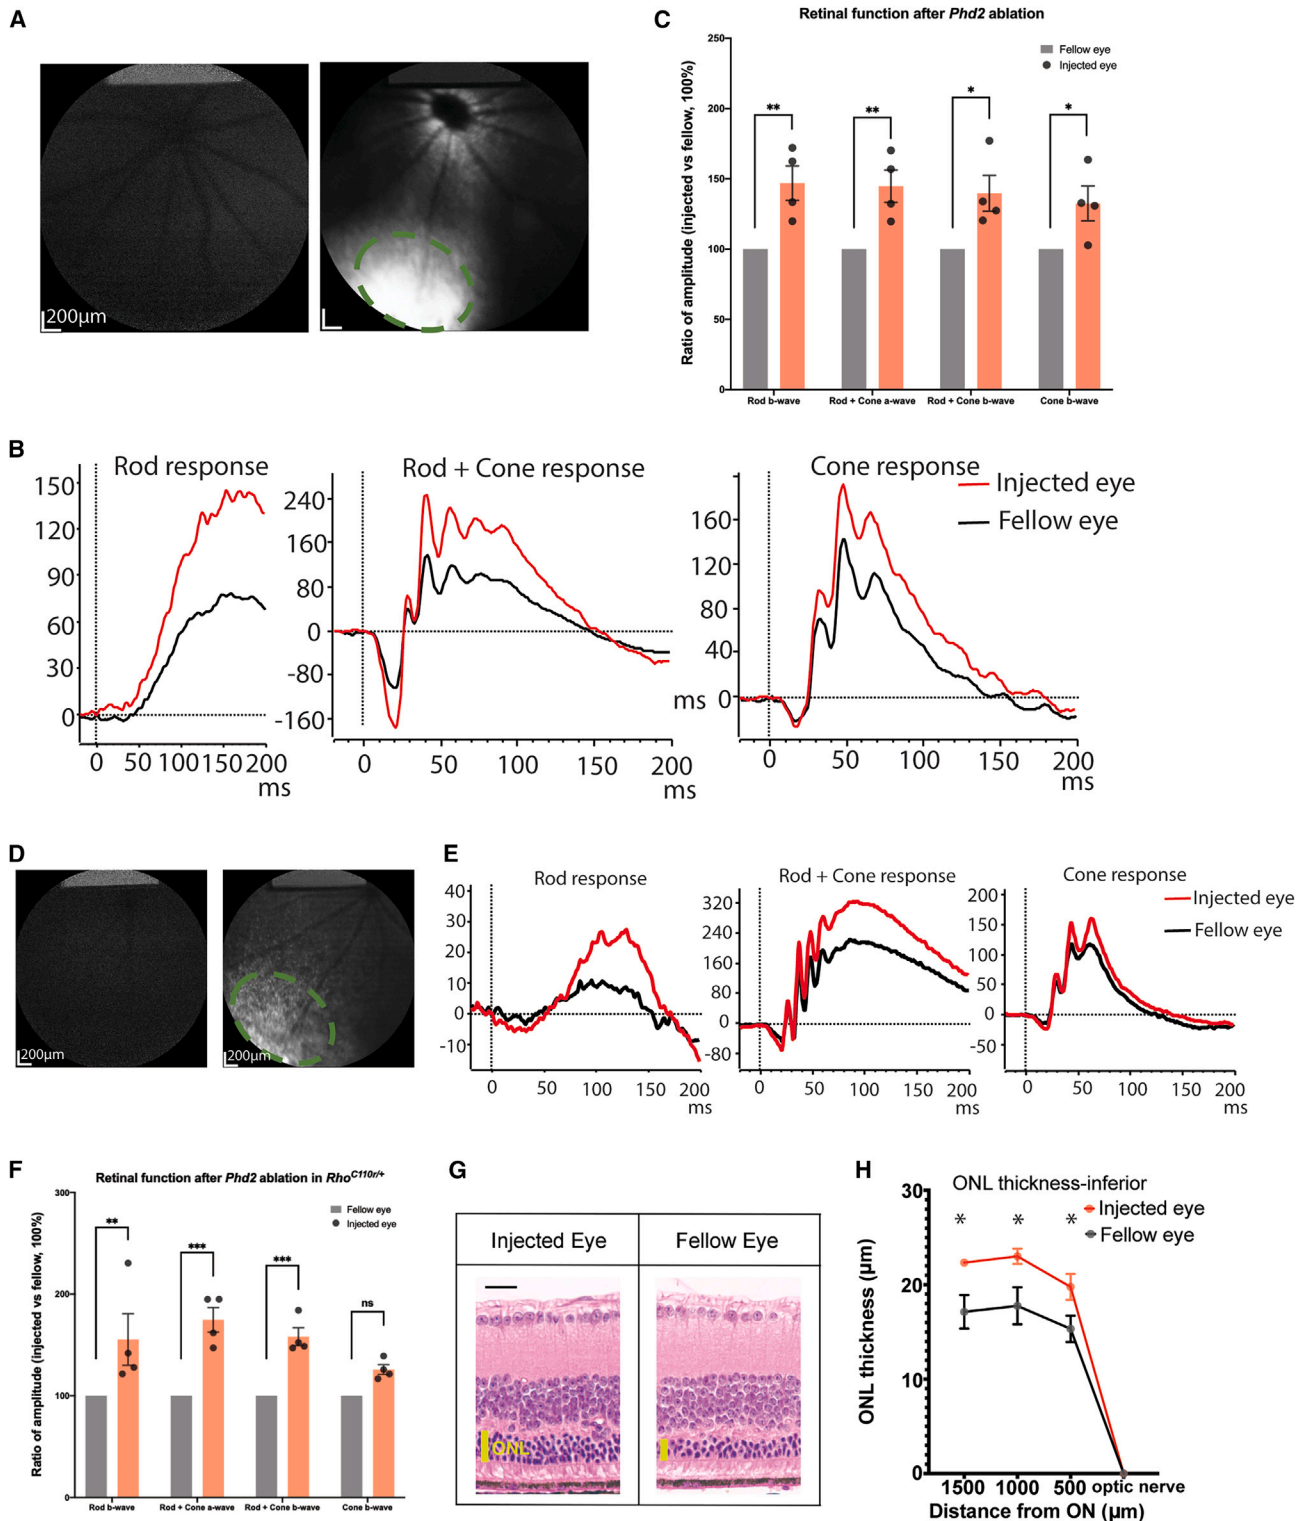 A
200μm
C
Retinal function after Phd2 ablation
Ratio of amplitude (injected vs fellow, 100%)
250
200
150
100
50
0
Fellow eye
Injected eye
**
**
*
*
Rod b-wave
Rod + Cone a-wave
Rod + Cone b-wave
Cone b-wave
B
Rod response
150
120
90
60
30
0
0 50 100 150 200
ms
Rod + Cone response
240
160
80
0
-80
-160
0 50 100 150 200
ms
Cone response
Injected eye
Fellow eye
160
120
80
40
0
ms
0 50 100 150 200
ms
D
200μm
200μm
E
Rod response
40
30
20
10
0
-10
0 50 100 150 200
ms
Rod + Cone response
320
240
160
80
0
-80
0 50 100 150 200
ms
Cone response
Injected eye
Fellow eye
200
150
100
50
0
-50
0 50 100 150 200
ms
F
Retinal function after Phd2 ablation in Rho^C110r/+
Ratio of amplitude (injected vs fellow, 100%)
300
200
100
0
Fellow eye
Injected eye
**
***
***
ns
Rod b-wave
Rod + Cone a-wave
Rod + Cone b-wave
Cone b-wave
G
Injected Eye
Fellow Eye
ONL
H
ONL thickness-inferior
Injected eye
Fellow eye
* * *
ONL thickness (μm)
30
20
10
0
1500 1000 500 optic nerve
Distance from ON (μm)